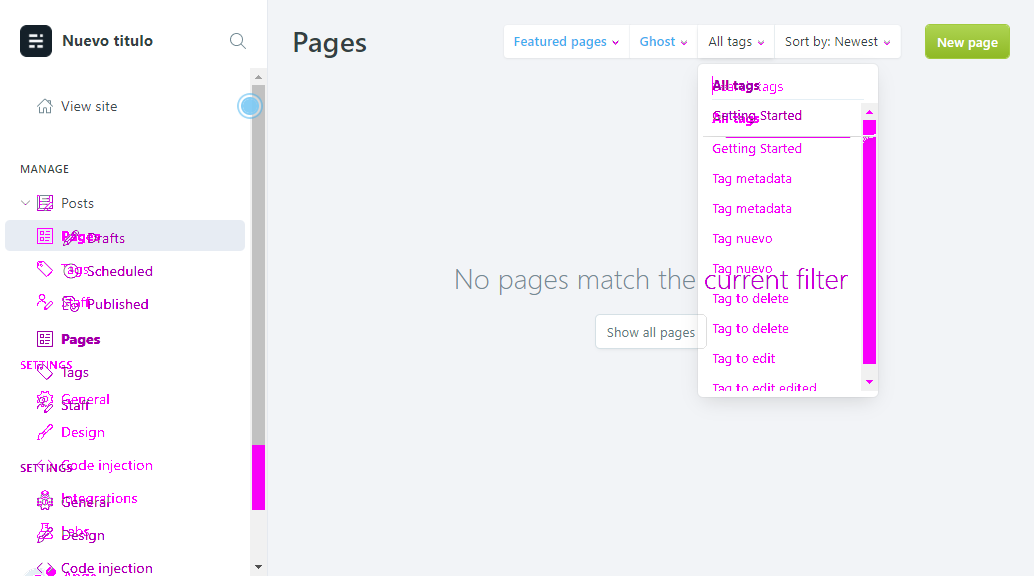 Nuevo titulo
Pages
Featured pages
Ghost
All tags
Sort by: Newest
New page
View site
MANAGE
Posts
Pages
Drafts
Tags
Scheduled
Staff
Published
Pages
SETTINGS
Tags
General
Staff
Design
SETTINGS
Code injection
Integrations
General
Labs
Design
Code injection
All tags
Search tags
Getting Started
All tags
Getting Started
Tag metadata
Tag metadata
Tag nuevo
Tag nuevo
Tag to delete
Tag to delete
Tag to edit
Tag to edit edited
No pages match the current filter
Show all pages